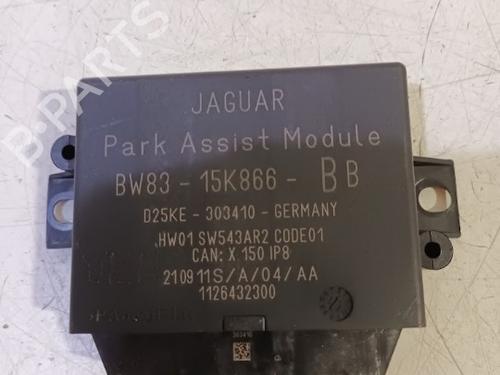 B-PARTS
JAGUAR
Park Assist Module
BW83 - 15K866 - B B
D25KE - 303410 - GERMANY
HW01 SW543AR2 CODE01
CAN: X 150 IP8
210911S/A/04/AA
1126432300
303410